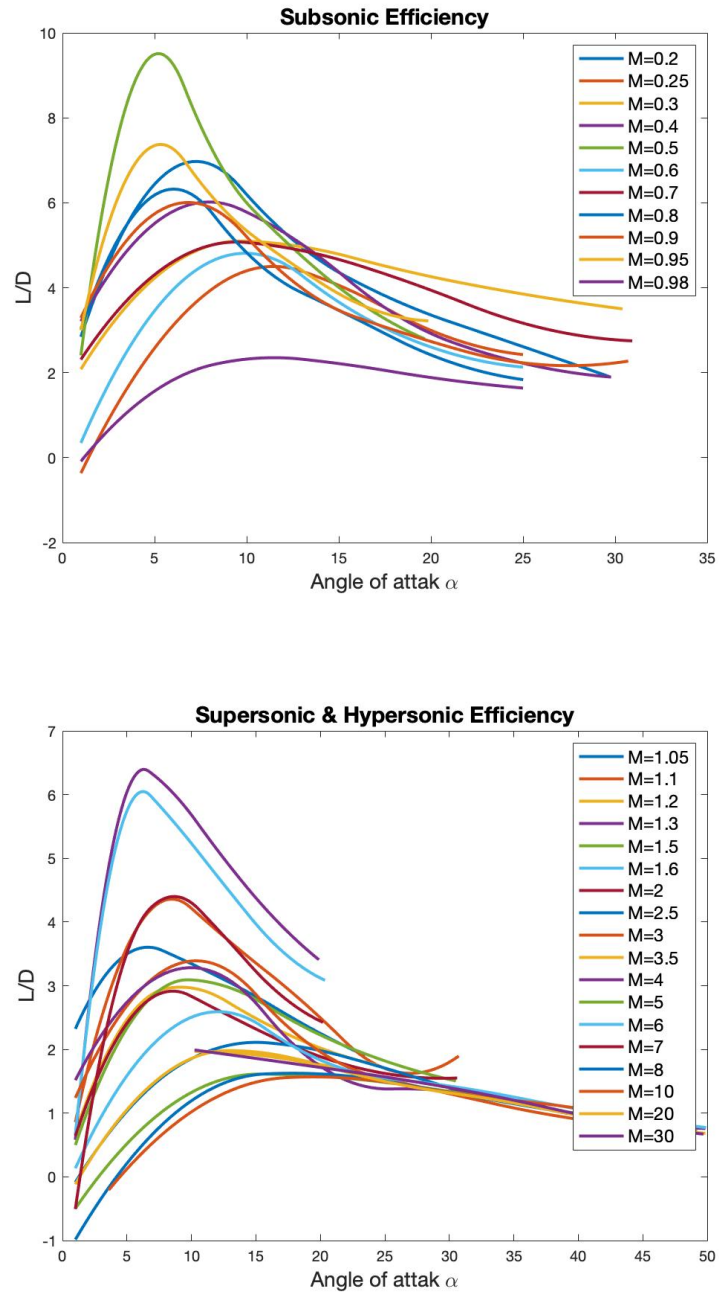 Subsonic Efficiency
10
8
6
4
2
0
-2
L/D
0 5 10 15 20 25 30 35
Angle of attak α
M=0.2
M=0.25
M=0.3
M=0.4
M=0.5
M=0.6
M=0.7
M=0.8
M=0.9
M=0.95
M=0.98
Supersonic & Hypersonic Efficiency
7
6
5
4
3
2
1
0
-1
L/D
0 5 10 15 20 25 30 35 40 45 50
Angle of attak α
M=1.05
M=1.1
M=1.2
M=1.3
M=1.5
M=1.6
M=2
M=2.5
M=3
M=3.5
M=4
M=5
M=6
M=7
M=8
M=10
M=20
M=30